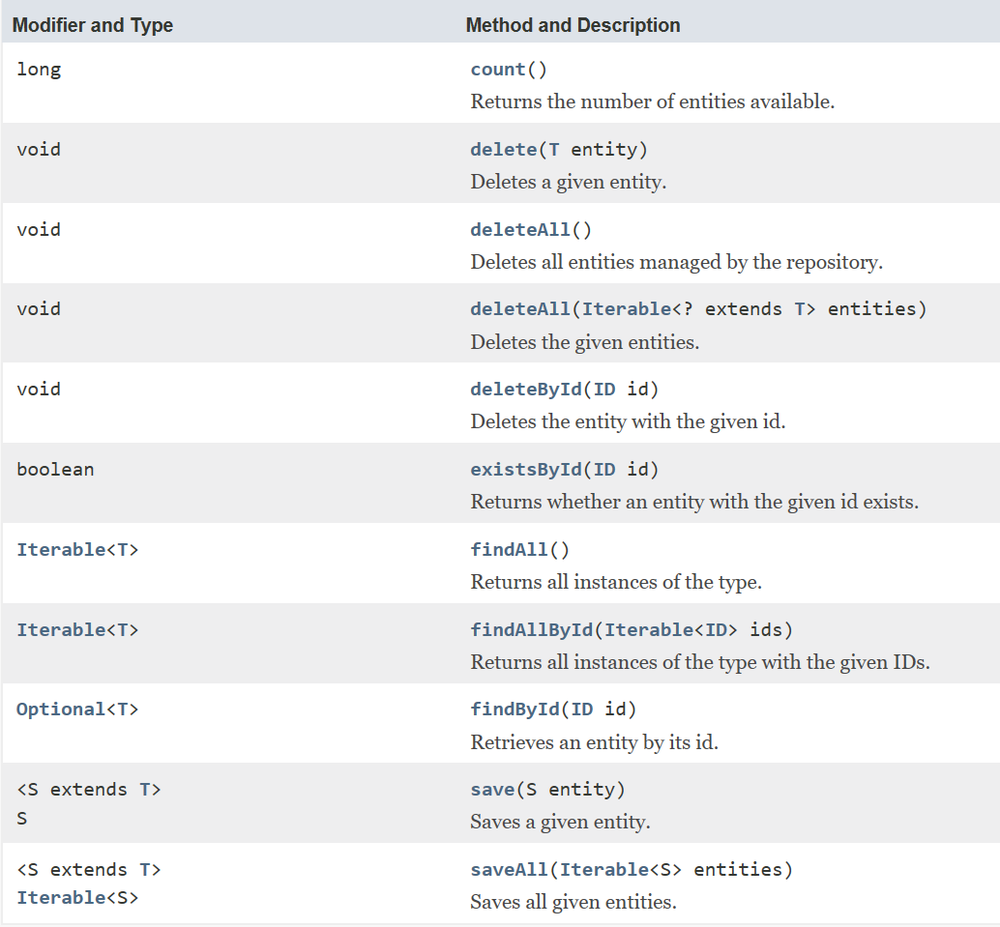 Modifier and Type Method and Description
long count()
Returns the number of entities available.
void delete(T entity)
Deletes a given entity.
void deleteAll()
Deletes all entities managed by the repository.
void deleteAll(Iterable<? extends T> entities)
Deletes the given entities.
void deleteById(ID id)
Deletes the entity with the given id.
boolean existsById(ID id)
Returns whether an entity with the given id exists.
Iterable<T> findAll()
Returns all instances of the type.
Iterable<T> findAllById(Iterable<ID> ids)
Returns all instances of the type with the given IDs.
Optional<T> findById(ID id)
Retrieves an entity by its id.
<S extends T> save(S entity)
S Saves a given entity.
<S extends T> saveAll(Iterable<S> entities)
Iterable<S> Saves all given entities.